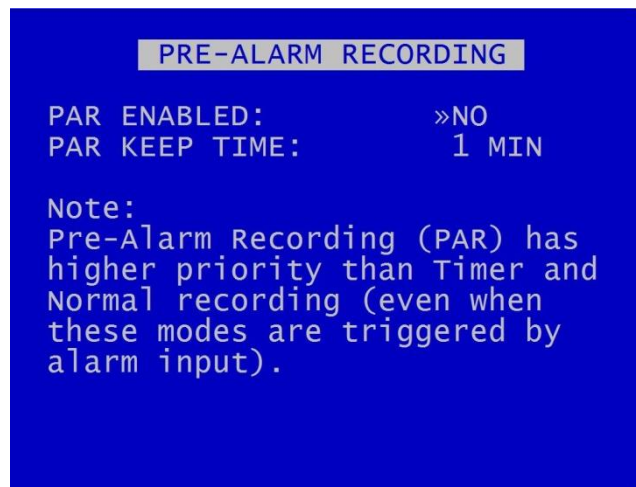 PRE-ALARM RECORDING
PAR ENABLED: »NO
PAR KEEP TIME: 1 MIN
Note:
Pre-Alarm Recording (PAR) has
higher priority than Timer and
Normal recording (even when
these modes are triggered by
alarm input).